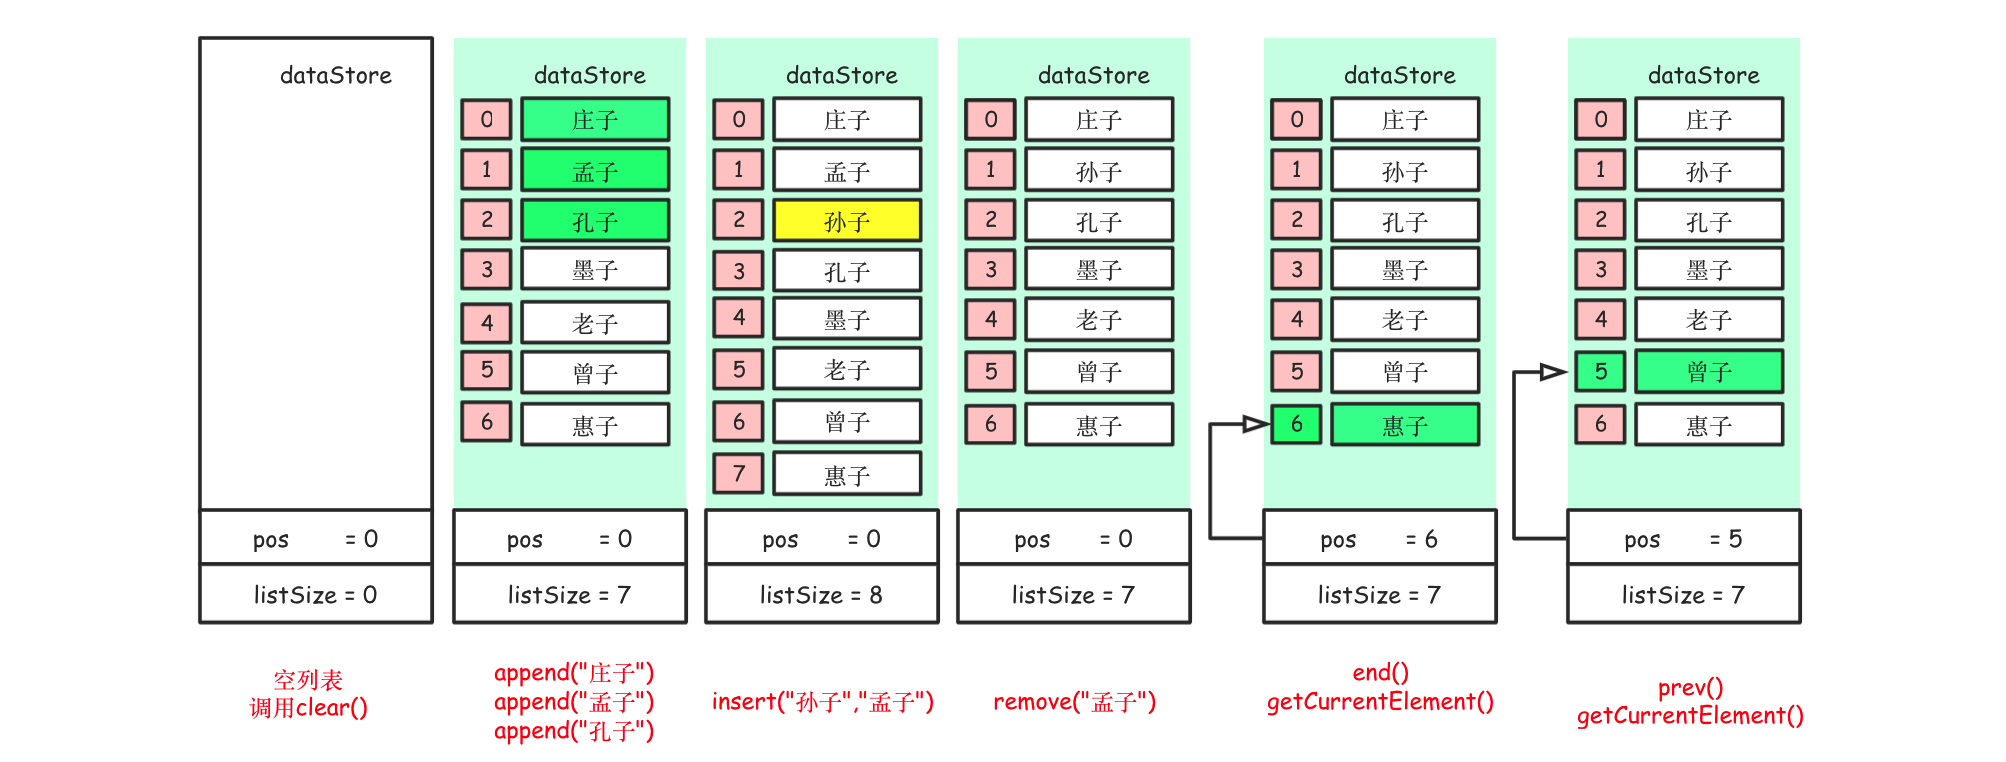 dataStore
pos = 0
listSize = 0
空列表
调用clear()
dataStore
0 庄子
1 孟子
2 孔子
3 墨子
4 老子
5 曾子
6 惠子
pos = 0
listSize = 7
append("庄子")
append("孟子")
append("孔子")
dataStore
0 庄子
1 孟子
2 孙子
3 孔子
4 墨子
5 老子
6 曾子
7 惠子
pos = 0
listSize = 8
insert("孙子","孟子")
dataStore
0 庄子
1 孙子
2 孔子
3 墨子
4 老子
5 曾子
6 惠子
pos = 0
listSize = 7
remove("孟子")
dataStore
0 庄子
1 孙子
2 孔子
3 墨子
4 老子
5 曾子
6 惠子
pos = 6
listSize = 7
end()
getCurrentElement()
dataStore
0 庄子
1 孙子
2 孔子
3 墨子
4 老子
5 曾子
6 惠子
pos = 5
listSize = 7
prev()
getCurrentElement()